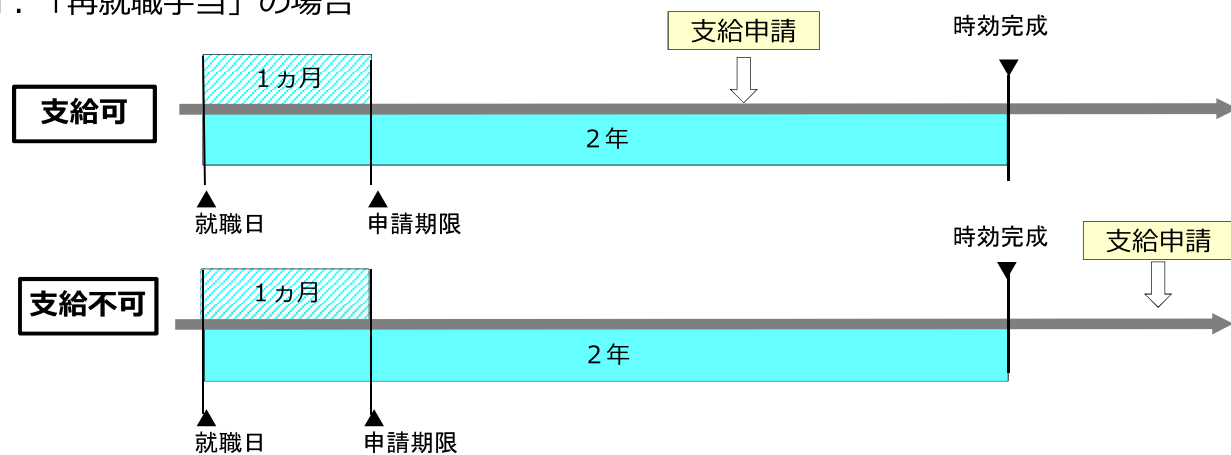 「再就職手当」の場合
支給申請
時効完成
1ヵ月
支給可
2年
就職日
申請期限
時効完成
支給申請
1ヵ月
支給不可
2年
就職日
申請期限